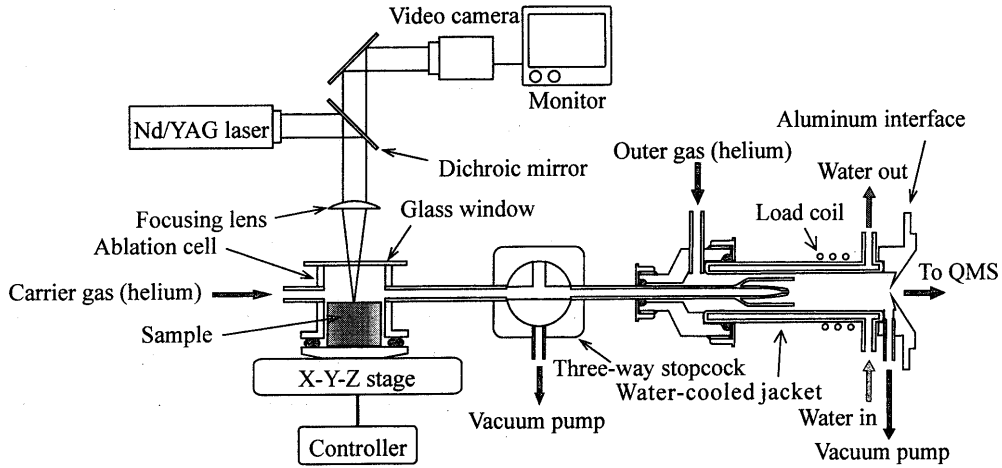 Video camera
Monitor
Nd/YAG laser
Dichroic mirror
Aluminum interface
Outer gas (helium)
Water out
Focusing lens
Glass window
Load coil
Ablation cell
Carrier gas (helium)
To QMS
Sample
Three-way stopcock
X-Y-Z stage
Water-cooled jacket
Vacuum pump
Water in
Controller
Vacuum pump